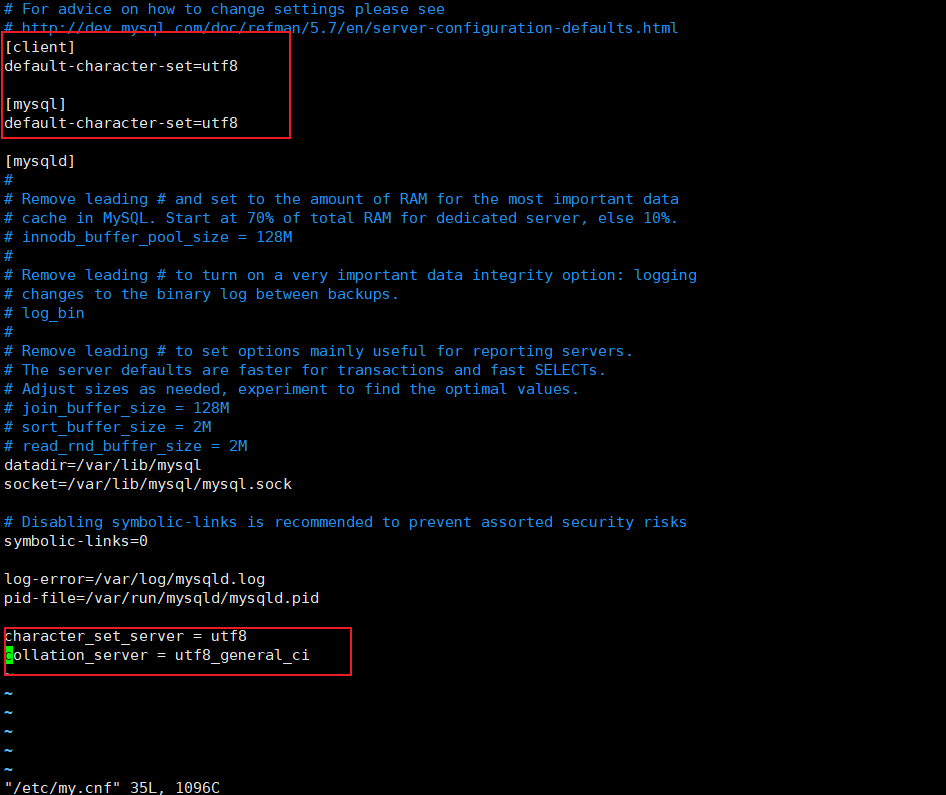 # For advice on how to change settings please see
# http://dev.mysql.com/doc/refman/5.7/en/server-configuration-defaults.html
[client]
default-character-set=utf8
[mysql]
default-character-set=utf8
[mysqld]
#
# Remove leading # and set to the amount of RAM for the most important data
# cache in MySQL. Start at 70% of total RAM for dedicated server, else 10%.
# innodb_buffer_pool_size = 128M
#
# Remove leading # to turn on a very important data integrity option: logging
# changes to the binary log between backups.
# log_bin
#
# Remove leading # to set options mainly useful for reporting servers.
# The server defaults are faster for transactions and fast SELECTs.
# Adjust sizes as needed, experiment to find the optimal values.
# join_buffer_size = 128M
# sort_buffer_size = 2M
# read_rnd_buffer_size = 2M
datadir=/var/lib/mysql
socket=/var/lib/mysql/mysql.sock
# Disabling symbolic-links is recommended to prevent assorted security risks
symbolic-links=0
log-error=/var/log/mysqld.log
pid-file=/var/run/mysqld/mysqld.pid
character_set_server = utf8
collation_server = utf8_general_ci
~
~
~
~
~
~
"/etc/my.cnf" 35L, 1096C